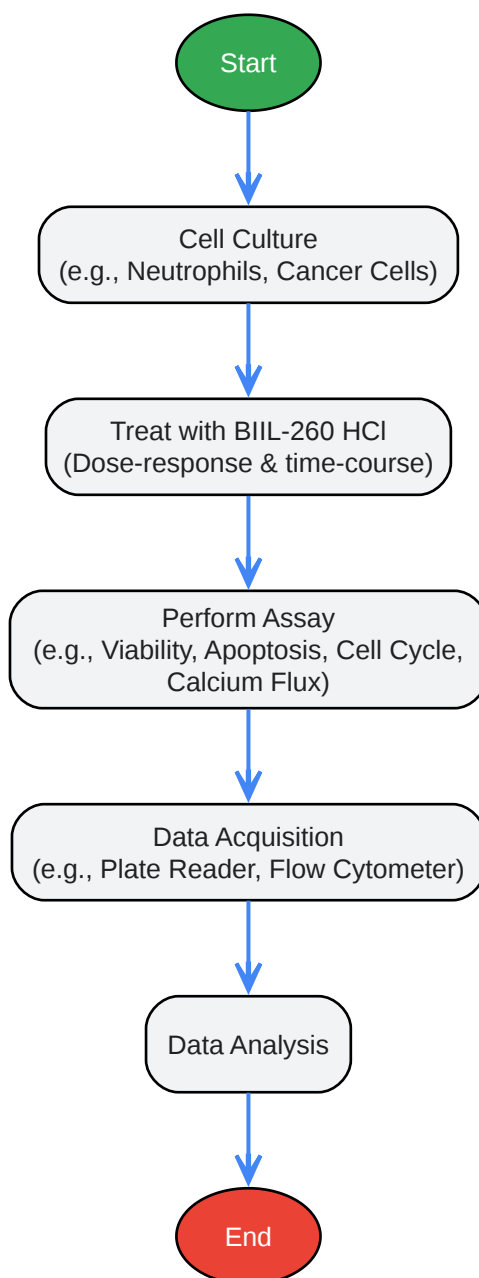 Start
Cell Culture
(e.g., Neutrophils, Cancer Cells)
Treat with BIIL-260 HCl
(Dose-response & time-course)
Perform Assay
(e.g., Viability, Apoptosis, Cell Cycle,
Calcium Flux)
Data Acquisition
(e.g., Plate Reader, Flow Cytometer)
Data Analysis
End